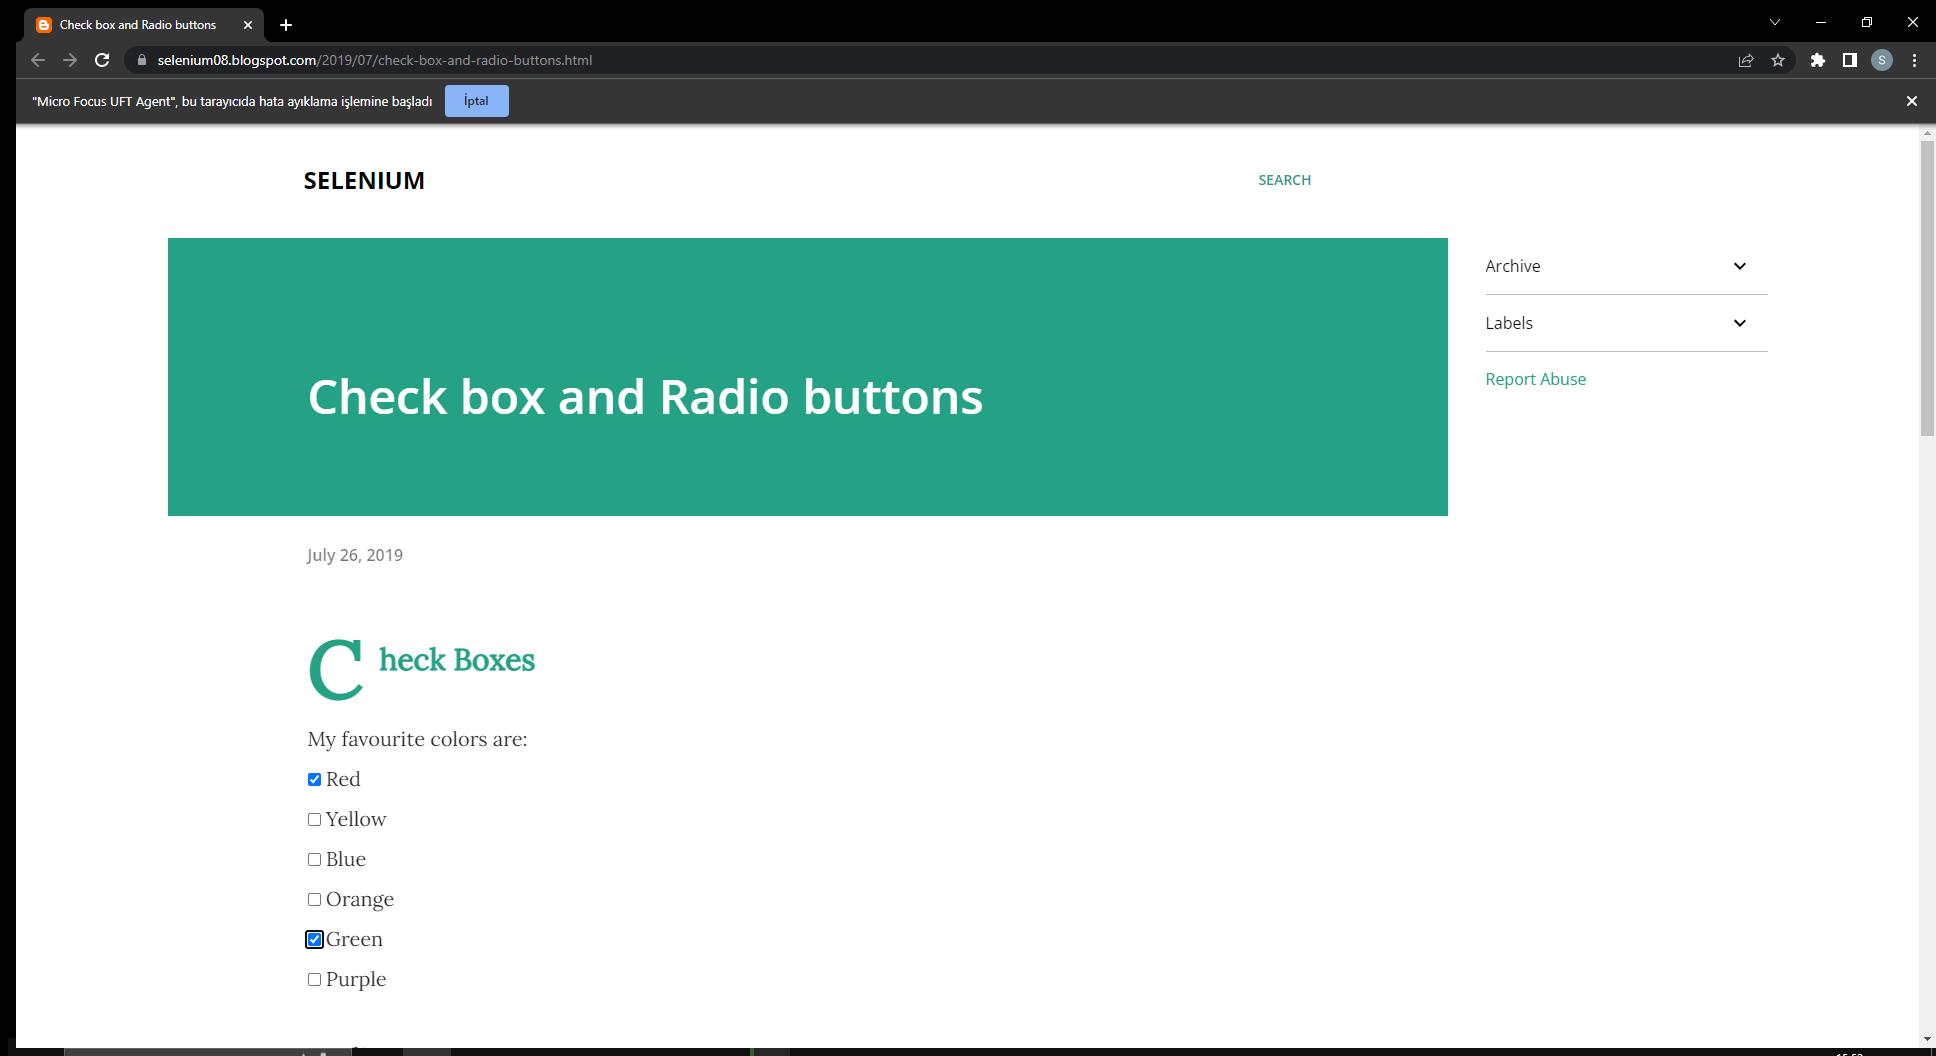 Check box and Radio buttons
selenium08.blogspot.com/2019/07/check-box-and-radio-buttons.html
S
"Micro Focus UFT Agent", bu tarayıcıda hata ayıklama işlemine başladı
İptal
SELENIUM
SEARCH
Check box and Radio buttons
Archive
Labels
Report Abuse
July 26, 2019
Check Boxes
My favourite colors are:
Red
Yellow
Blue
Orange
Green
Purple